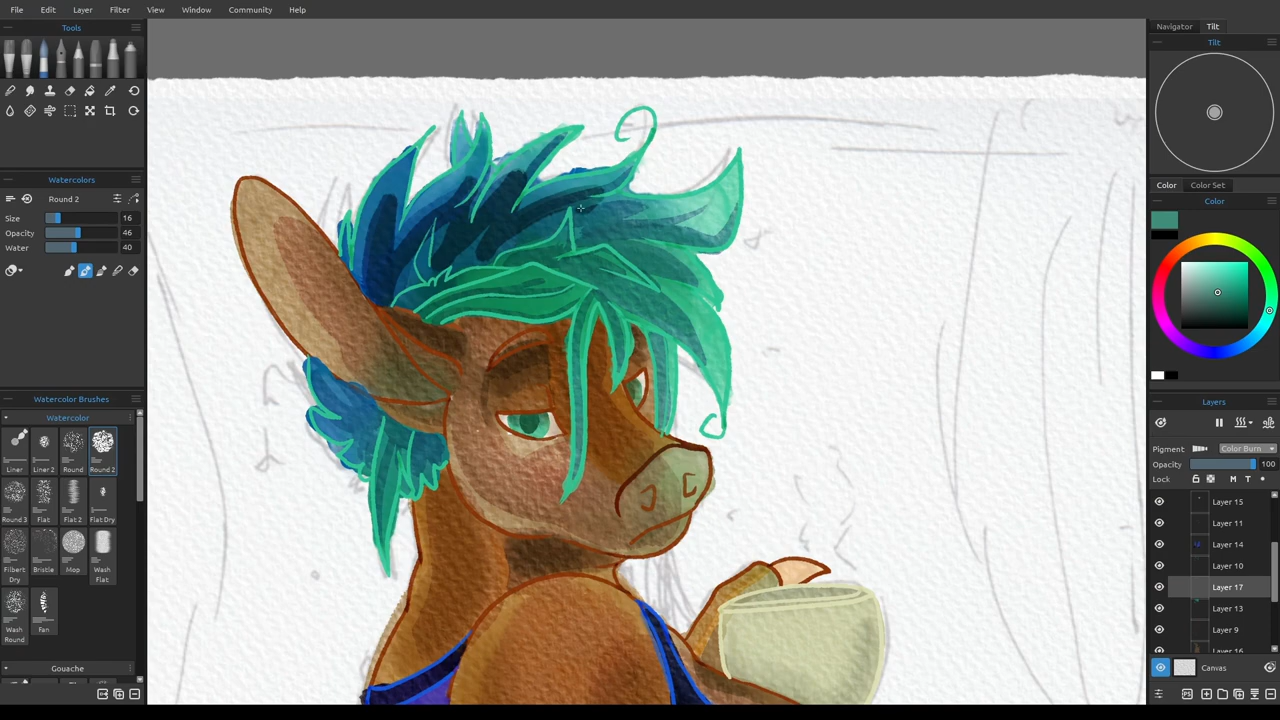 File Edit Layer Filter View Window Community Help
Tools
Watercolors
Round 2
Size 16
Opacity 46
Water 40
Watercolor Brushes
Watercolor
Liner Liner 2 Round Round 2
Round 3 Flat Flat 2 Flat Dry
Filbert Dry Bristle Mop Wash Flat
Wash Round Fan
Gouache
Navigator Tilt
Tilt
Color Color Set
Color
Layers
Pigment Color Burn
Opacity 100
Lock M T
Layer 15
Layer 11
Layer 14
Layer 10
Layer 17
Layer 13
Layer 9
Layer 16
Canvas
PS